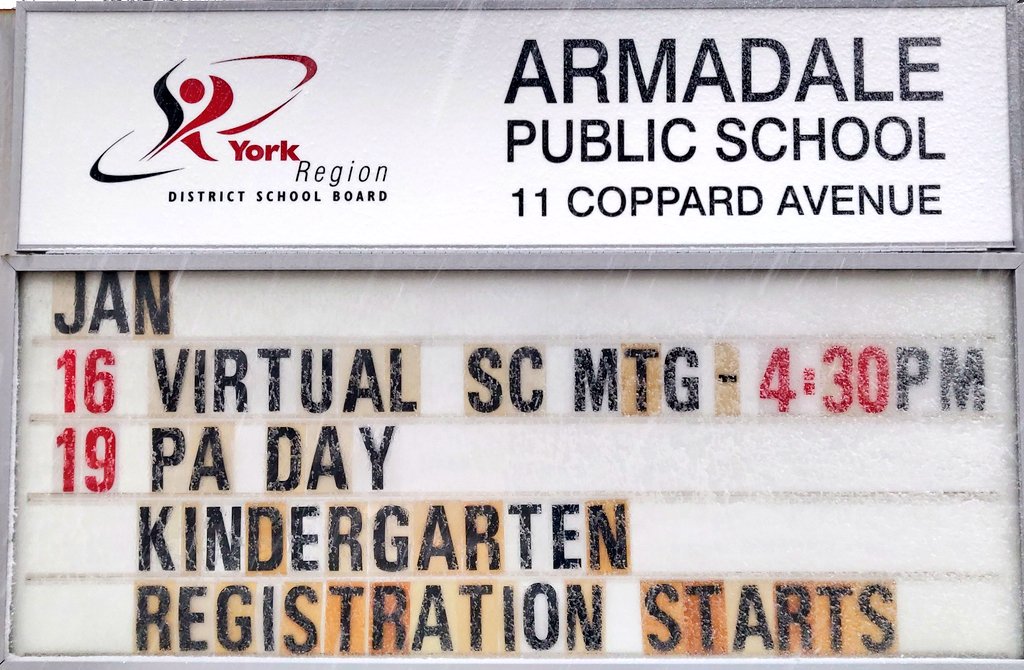 York
Region
DISTRICT SCHOOL BOARD
ARMADALE
PUBLIC SCHOOL
11 COPPARD AVENUE
JAN
16 VIRTUAL SC MTG - 4:30PM
19 PA DAY
KINDERGARTEN
REGISTRATION STARTS